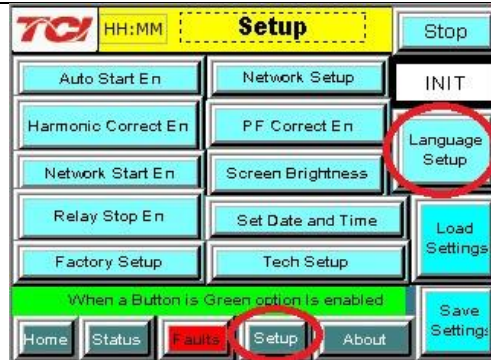 TCI HH:MM Setup Stop
Auto Start En Network Setup INIT
Harmonic Correct En PF Correct En Language
Setup
Network Start En Screen Brightness
Relay Stop En Set Date and Time Load
Settings
Factory Setup Tech Setup
When a Button is Green option is enabled Save
Settings
Home Status Faults Setup About